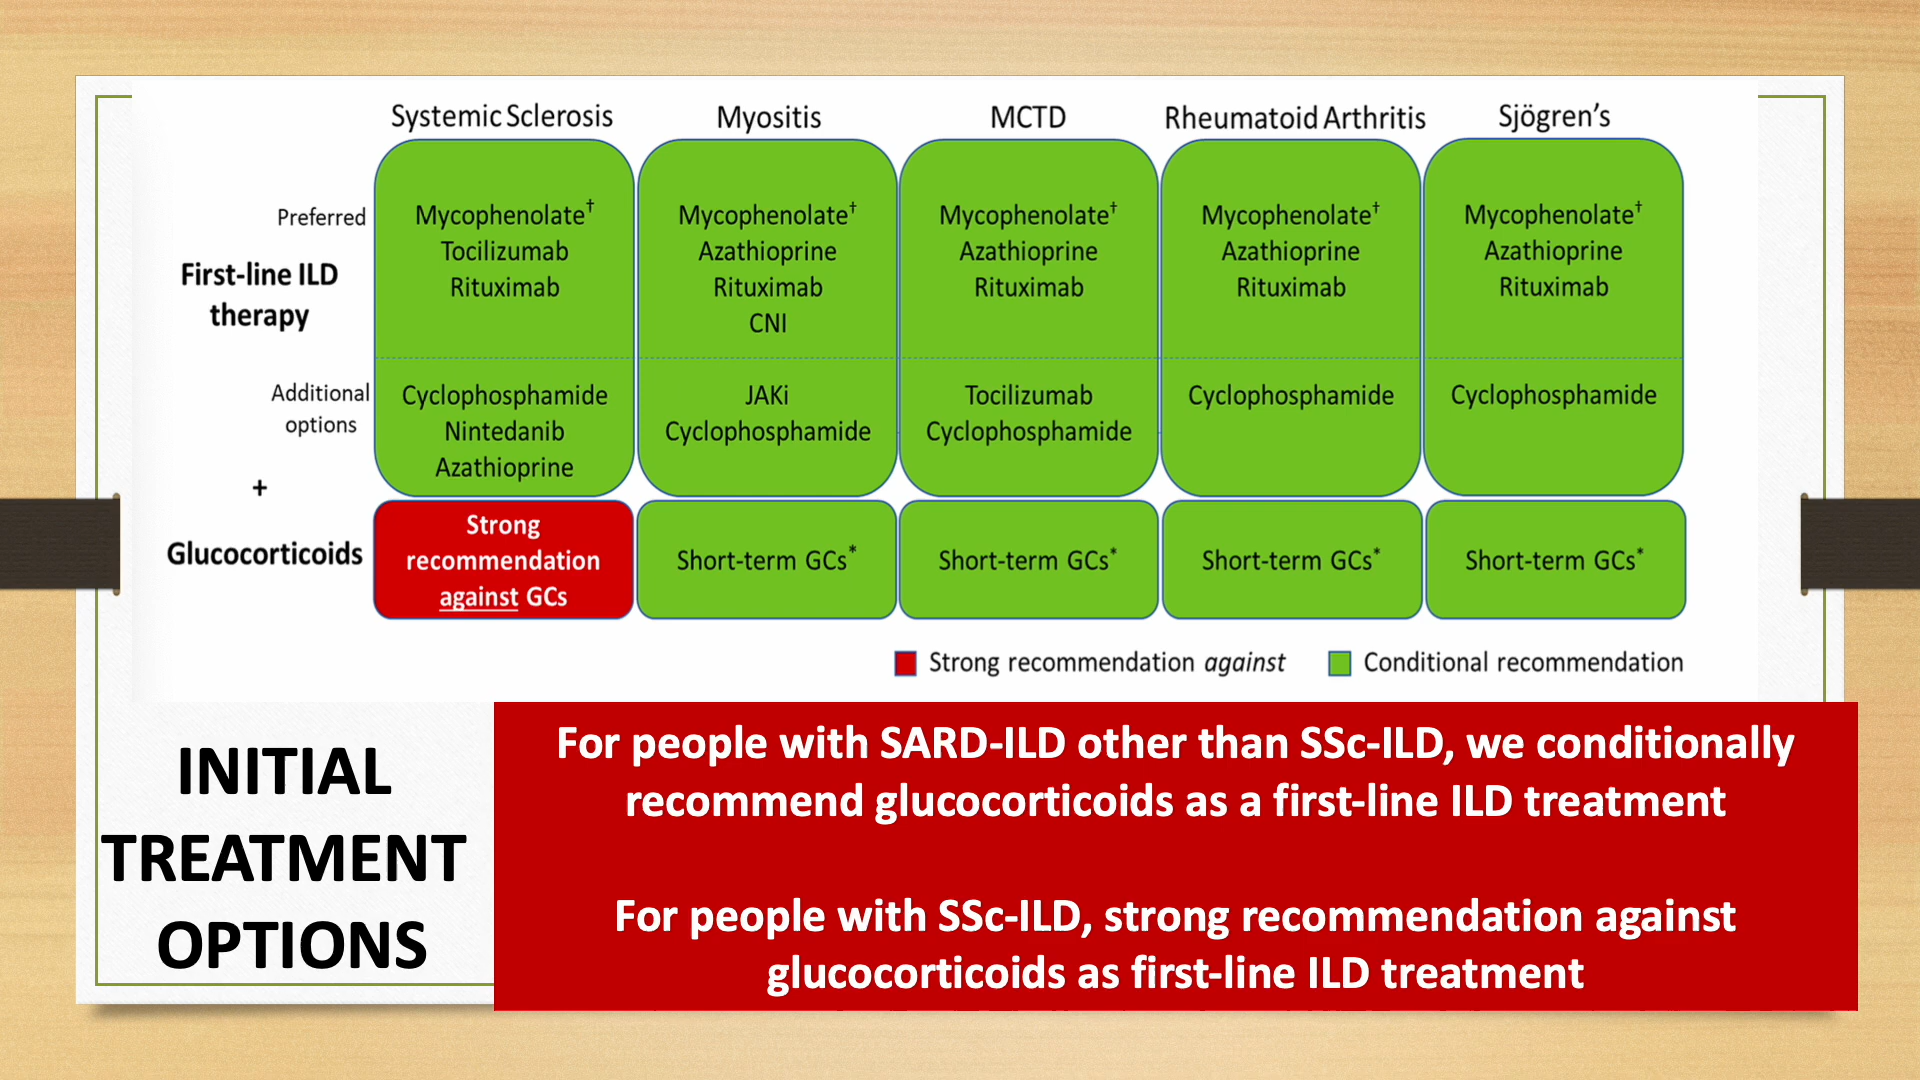 Systemic Sclerosis Myositis MCTD Rheumatoid Arthritis Sjögren's
Preferred
First-line ILD
therapy
Mycophenolate†
Tocilizumab
Rituximab
Mycophenolate†
Azathioprine
Rituximab
CNI
Mycophenolate†
Azathioprine
Rituximab
Mycophenolate†
Azathioprine
Rituximab
Mycophenolate†
Azathioprine
Rituximab
Additional
options
Cyclophosphamide
Nintedanib
Azathioprine
JAKi
Cyclophosphamide
Tocilizumab
Cyclophosphamide
Cyclophosphamide
Cyclophosphamide
+
Glucocorticoids
Strong
recommendation
against GCs
Short-term GCs*
Short-term GCs*
Short-term GCs*
Short-term GCs*
Strong recommendation against
Conditional recommendation
INITIAL
TREATMENT
OPTIONS
For people with SARD-ILD other than SSc-ILD, we conditionally
recommend glucocorticoids as a first-line ILD treatment
For people with SSc-ILD, strong recommendation against
glucocorticoids as first-line ILD treatment